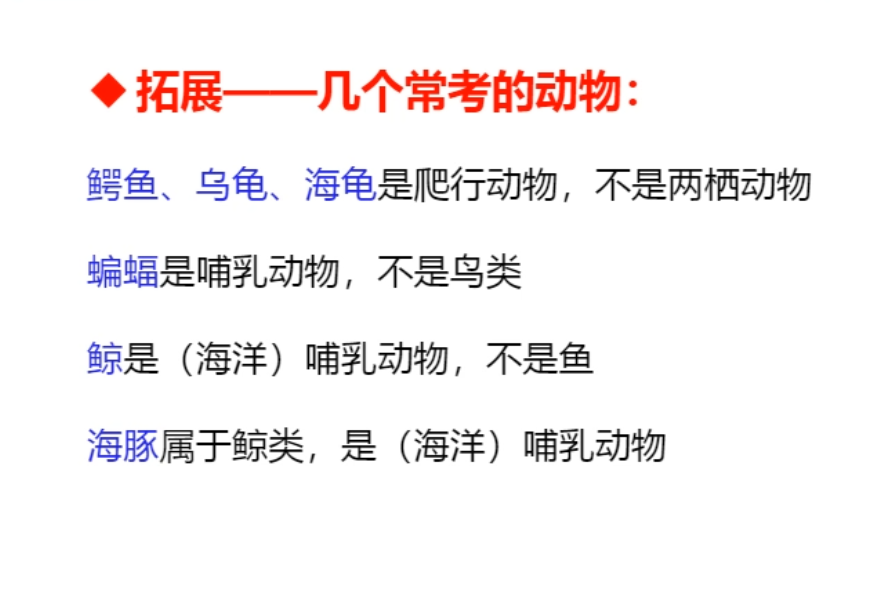 ◆ 拓展——几个常考的动物：
鳄鱼、乌龟、海龟是爬行动物，不是两栖动物
蝙蝠是哺乳动物，不是鸟类
鲸是（海洋）哺乳动物，不是鱼
海豚属于鲸类，是（海洋）哺乳动物